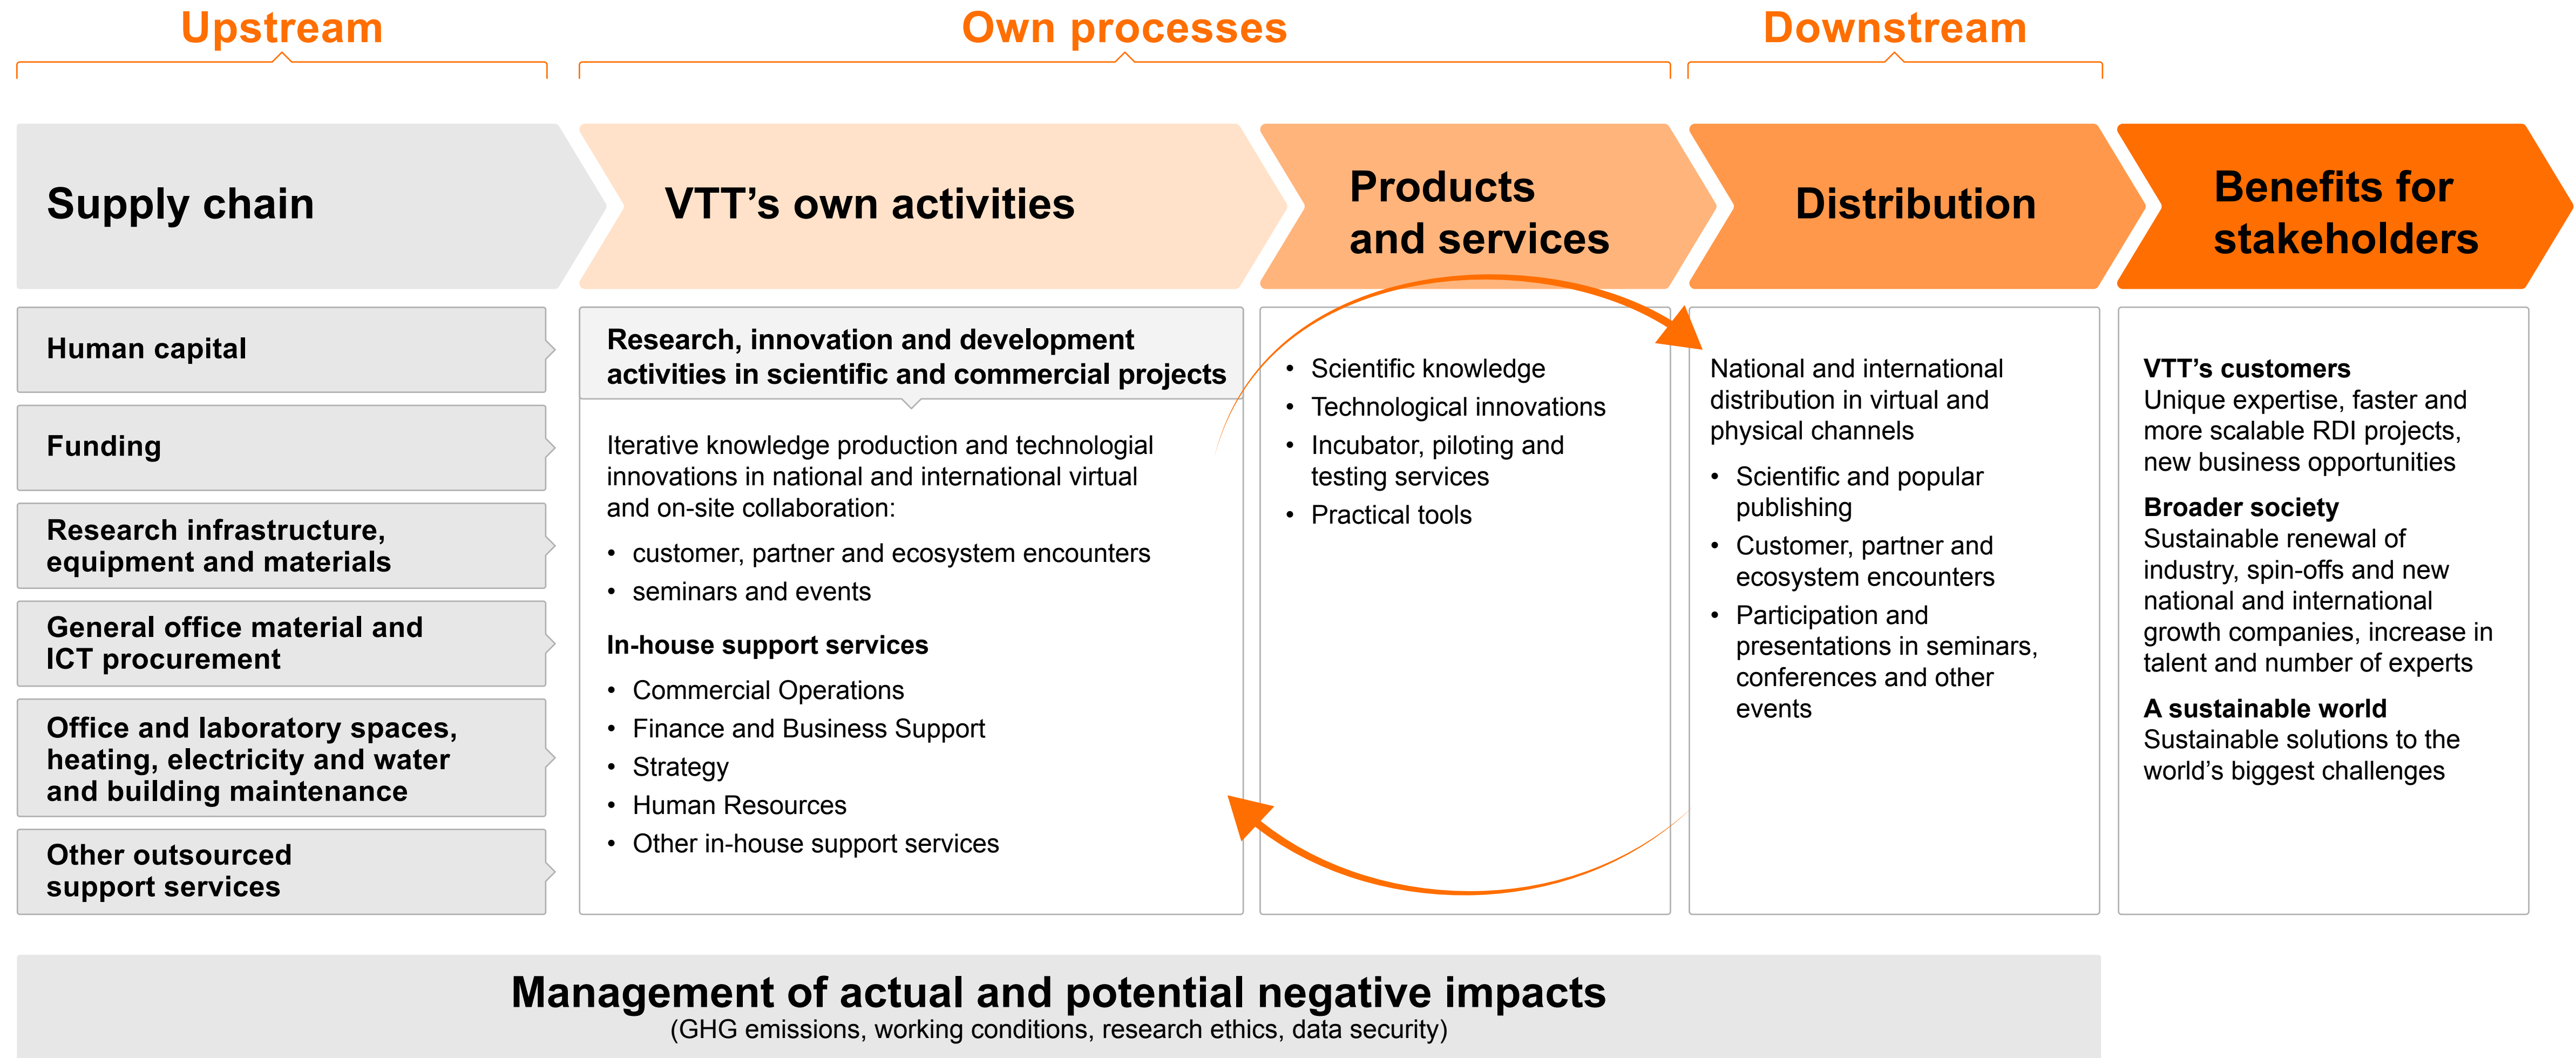 Upstream
Own processes
Downstream
Supply chain
VTT’s own activities
Products
and services
Distribution
Benefits for
stakeholders
Human capital
Funding
Research infrastructure,
equipment and materials
General office material and
ICT procurement
Office and laboratory spaces,
heating, electricity and water
and building maintenance
Other outsourced
support services
Research, innovation and development
activities in scientific and commercial projects
Iterative knowledge production and technologial
innovations in national and international virtual
and on-site collaboration:
• customer, partner and ecosystem encounters
• seminars and events
In-house support services
• Commercial Operations
• Finance and Business Support
• Strategy
• Human Resources
• Other in-house support services
• Scientific knowledge
• Technological innovations
• Incubator, piloting and
testing services
• Practical tools
National and international
distribution in virtual and
physical channels
• Scientific and popular
publishing
• Customer, partner and
ecosystem encounters
• Participation and
presentations in seminars,
conferences and other
events
VTT’s customers
Unique expertise, faster and
more scalable RDI projects,
new business opportunities
Broader society
Sustainable renewal of
industry, spin-offs and new
national and international
growth companies, increase in
talent and number of experts
A sustainable world
Sustainable solutions to the
world’s biggest challenges
Management of actual and potential negative impacts
(GHG emissions, working conditions, research ethics, data security)